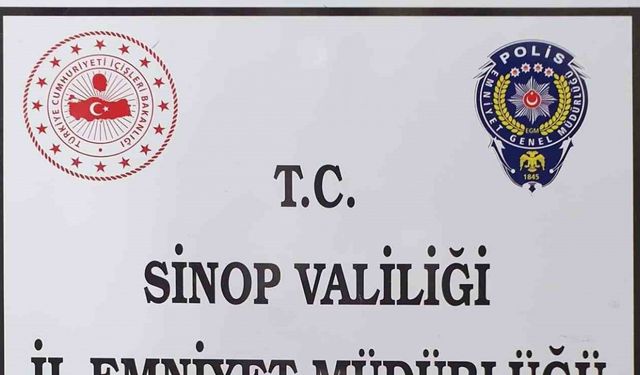 TÜRKİYE CUMHURİYETİ İÇİŞLERİ BAKANLIĞI
POLİS
EMNİYET GENEL MÜDÜRLÜĞÜ
EGM
1845
T.C.
SİNOP VALİLİĞİ
İL EMNİYET MÜDÜRLÜĞÜ